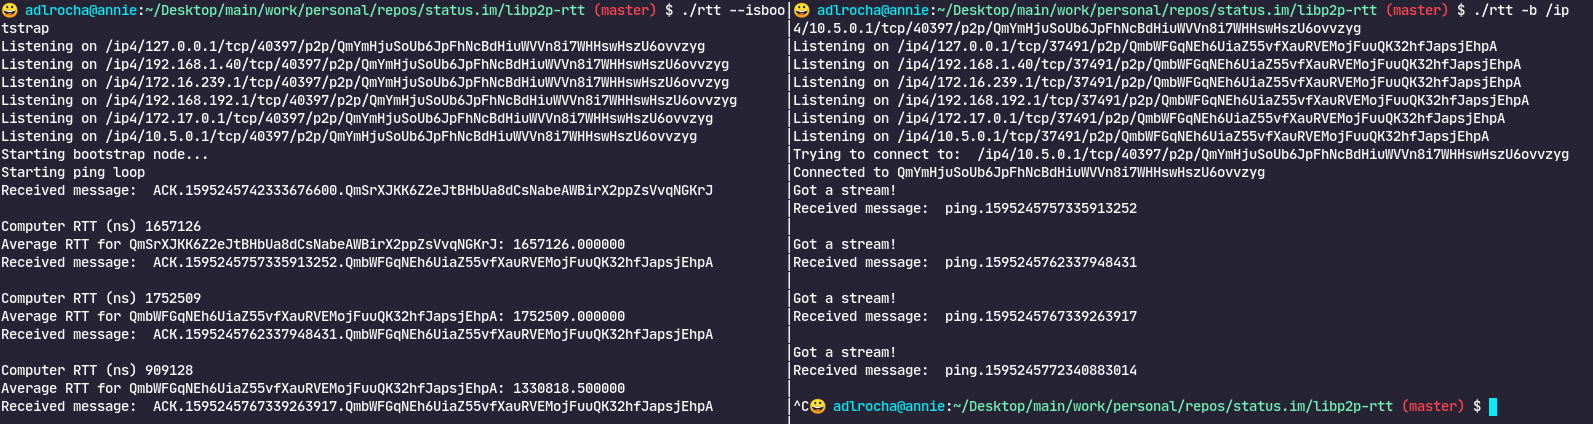 😀 adlrocha@annie:~/Desktop/main/work/personal/repos/status.im/libp2p-rtt (master) $ ./rtt --isboo
tstrap
Listening on /ip4/127.0.0.1/tcp/40397/p2p/QmYmHjuSoUb6JpFhNcBdHiuWVVn8i7WHHswHszU6ovvzyg
Listening on /ip4/192.168.1.40/tcp/40397/p2p/QmYmHjuSoUb6JpFhNcBdHiuWVVn8i7WHHswHszU6ovvzyg
Listening on /ip4/172.16.239.1/tcp/40397/p2p/QmYmHjuSoUb6JpFhNcBdHiuWVVn8i7WHHswHszU6ovvzyg
Listening on /ip4/192.168.192.1/tcp/40397/p2p/QmYmHjuSoUb6JpFhNcBdHiuWVVn8i7WHHswHszU6ovvzyg
Listening on /ip4/172.17.0.1/tcp/40397/p2p/QmYmHjuSoUb6JpFhNcBdHiuWVVn8i7WHHswHszU6ovvzyg
Listening on /ip4/10.5.0.1/tcp/40397/p2p/QmYmHjuSoUb6JpFhNcBdHiuWVVn8i7WHHswHszU6ovvzyg
Starting bootstrap node...
Starting ping loop
Received message:  ACK.1595245742333676600.QmSrXJKK6Z2eJtBHbUa8dCsNabeAWBirX2ppZsVvqNGKrJ
Computer RTT (ns) 1657126
Average RTT for QmSrXJKK6Z2eJtBHbUa8dCsNabeAWBirX2ppZsVvqNGKrJ: 1657126.000000
Received message:  ACK.1595245757335913252.QmbWFGqNEh6UiaZ55vfXauRVEMojFuuQK32hfJapsjEhpA
Computer RTT (ns) 1752509
Average RTT for QmbWFGqNEh6UiaZ55vfXauRVEMojFuuQK32hfJapsjEhpA: 1752509.000000
Received message:  ACK.1595245762337948431.QmbWFGqNEh6UiaZ55vfXauRVEMojFuuQK32hfJapsjEhpA
Computer RTT (ns) 909128
Average RTT for QmbWFGqNEh6UiaZ55vfXauRVEMojFuuQK32hfJapsjEhpA: 1330818.500000
Received message:  ACK.1595245767339263917.QmbWFGqNEh6UiaZ55vfXauRVEMojFuuQK32hfJapsjEhpA
😀 adlrocha@annie:~/Desktop/main/work/personal/repos/status.im/libp2p-rtt (master) $ ./rtt -b /ip
4/10.5.0.1/tcp/40397/p2p/QmYmHjuSoUb6JpFhNcBdHiuWVVn8i7WHHswHszU6ovvzyg
Listening on /ip4/127.0.0.1/tcp/37491/p2p/QmbWFGqNEh6UiaZ55vfXauRVEMojFuuQK32hfJapsjEhpA
Listening on /ip4/192.168.1.40/tcp/37491/p2p/QmbWFGqNEh6UiaZ55vfXauRVEMojFuuQK32hfJapsjEhpA
Listening on /ip4/172.16.239.1/tcp/37491/p2p/QmbWFGqNEh6UiaZ55vfXauRVEMojFuuQK32hfJapsjEhpA
Listening on /ip4/192.168.192.1/tcp/37491/p2p/QmbWFGqNEh6UiaZ55vfXauRVEMojFuuQK32hfJapsjEhpA
Listening on /ip4/172.17.0.1/tcp/37491/p2p/QmbWFGqNEh6UiaZ55vfXauRVEMojFuuQK32hfJapsjEhpA
Listening on /ip4/10.5.0.1/tcp/37491/p2p/QmbWFGqNEh6UiaZ55vfXauRVEMojFuuQK32hfJapsjEhpA
Trying to connect to:  /ip4/10.5.0.1/tcp/40397/p2p/QmYmHjuSoUb6JpFhNcBdHiuWVVn8i7WHHswHszU6ovvzyg
Connected to QmYmHjuSoUb6JpFhNcBdHiuWVVn8i7WHHswHszU6ovvzyg
Got a stream!
Received message:  ping.1595245757335913252
Got a stream!
Received message:  ping.1595245762337948431
Got a stream!
Received message:  ping.1595245767339263917
Got a stream!
Received message:  ping.1595245772340883014
^C😀 adlrocha@annie:~/Desktop/main/work/personal/repos/status.im/libp2p-rtt (master) $